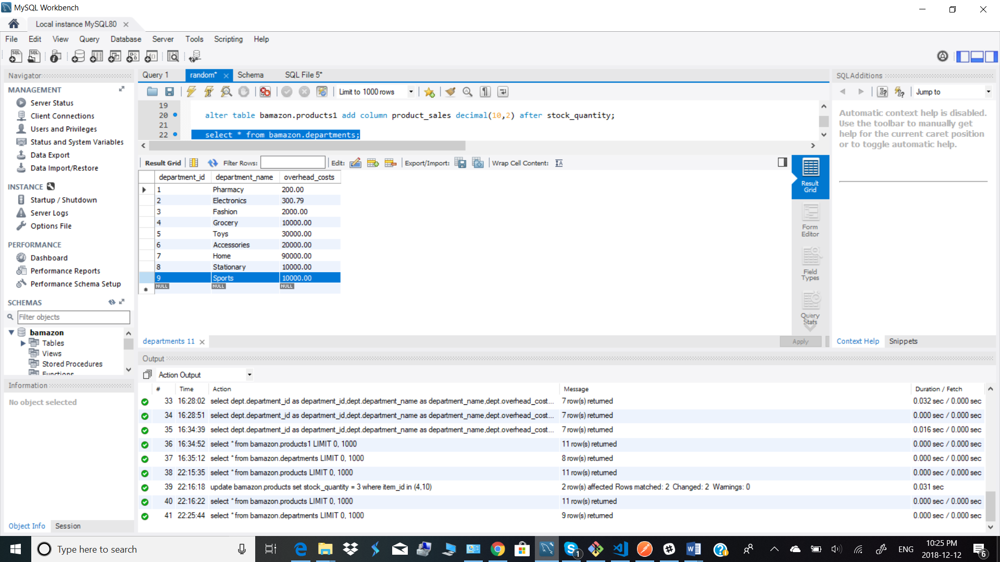 MySQL Workbench
Local instance MySQL80
File Edit View Query Database Server Tools Scripting Help
Navigator
MANAGEMENT
Server Status
Client Connections
Users and Privileges
Status and System Variables
Data Export
Data Import/Restore
INSTANCE
Startup / Shutdown
Server Logs
Options File
PERFORMANCE
Dashboard
Performance Reports
Performance Schema Setup
SCHEMAS
Filter objects
bamazon
Tables
Views
Stored Procedures
Functions
Information
No object selected
Object Info Session
Query 1 random* Schema SQL File 5*
Limit to 1000 rows
19
20 alter table bamazon.products1 add column product_sales decimal(10,2) after stock_quantity;
21
22 select * from bamazon.departments;
Result Grid Filter Rows: Edit: Export/Import: Wrap Cell Content:
department_id department_name overhead_costs
1 Pharmacy 200.00
2 Electronics 300.79
3 Fashion 2000.00
4 Grocery 10000.00
5 Toys 30000.00
6 Accessories 20000.00
7 Home 90000.00
8 Stationary 10000.00
9 Sports 10000.00
NULL NULL NULL
Result
Grid
Form
Editor
Field
Types
Query
Stats
departments 11
Apply
SQLAdditions
Jump to
Automatic context help is disabled.
Use the toolbar to manually get
help for the current caret position
or to toggle automatic help.
Context Help Snippets
Output
Action Output
# Time Action Message Duration / Fetch
33 16:28:02 select dept.department_id as department_id,dept.department_name as department_name,dept.overhead_cost... 7 row(s) returned 0.032 sec / 0.000 sec
34 16:28:51 select dept.department_id as department_id,dept.department_name as department_name,dept.overhead_cost... 7 row(s) returned 0.000 sec / 0.000 sec
35 16:34:39 select dept.department_id as department_id,dept.department_name as department_name,dept.overhead_cost... 7 row(s) returned 0.016 sec / 0.000 sec
36 16:34:52 select * from bamazon.products1 LIMIT 0, 1000 11 row(s) returned 0.000 sec / 0.000 sec
37 16:35:12 select * from bamazon.departments LIMIT 0, 1000 8 row(s) returned 0.000 sec / 0.000 sec
38 22:15:35 select * from bamazon.products LIMIT 0, 1000 11 row(s) returned 0.000 sec / 0.000 sec
39 22:16:18 update bamazon.products set stock_quantity = 3 where item_id in (4,10) 2 row(s) affected Rows matched: 2 Changed: 2 Warnings: 0 0.031 sec
40 22:16:22 select * from bamazon.products LIMIT 0, 1000 11 row(s) returned 0.000 sec / 0.000 sec
41 22:25:44 select * from bamazon.departments LIMIT 0, 1000 9 row(s) returned 0.000 sec / 0.000 sec
Type here to search
1
ENG
10:25 PM
2018-12-12
6